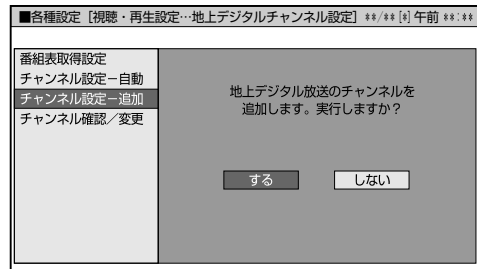 ■各種設定［視聴・再生設定…地上デジタルチャンネル設定］ **/** [*] 午前 **:**
番組表取得設定
チャンネル設定－自動
チャンネル設定－追加
チャンネル確認／変更
地上デジタル放送のチャンネルを
追加します。実行しますか？
する しない